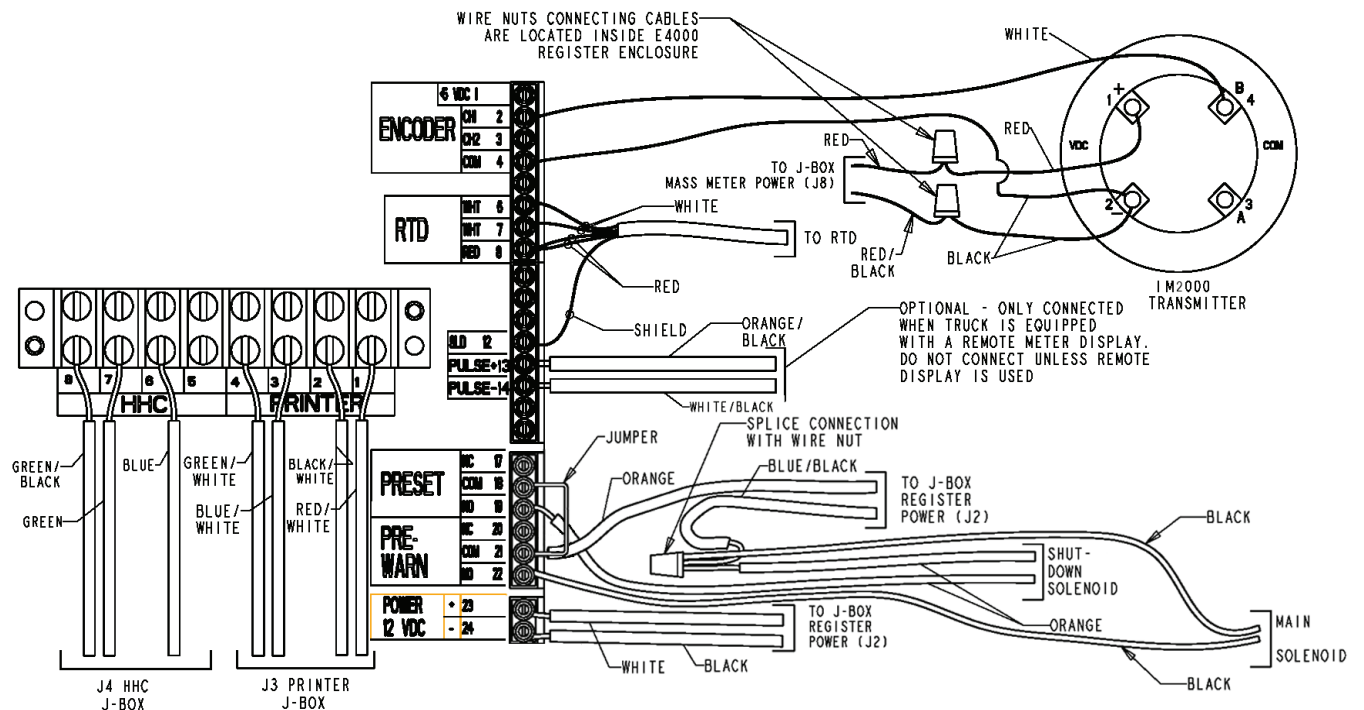 WIRE NUTS CONNECTING CABLES
ARE LOCATED INSIDE E4000
REGISTER ENCLOSURE
WHITE
ENCODER
+5 VDC 1
CH1 2
CH2 3
COM 4
1 +
B 4
VDC
COM
2 -
3 A
RED
RED
TO J-BOX
MASS METER POWER (J8)
RED/
BLACK
BLACK
1M2000
TRANSMITTER
RTD
WHT 6
WHT 7
RED 8
WHITE
TO RTD
RED
SHIELD
SLD 12
PULSE+13
PULSE-14
ORANGE/
BLACK
WHITE/BLACK
OPTIONAL - ONLY CONNECTED
WHEN TRUCK IS EQUIPPED
WITH A REMOTE METER DISPLAY.
DO NOT CONNECT UNLESS REMOTE
DISPLAY IS USED
8 7 6 5 4 3 2 1
HHC PRINTER
GREEN/
BLACK
GREEN
BLUE
GREEN/
WHITE
BLUE/
WHITE
BLACK/
WHITE
RED/
WHITE
J4 HHC
J-BOX
J3 PRINTER
J-BOX
PRESET
NC 17
COM 18
NO 19
PRE-
WARN
NC 20
COM 21
NO 22
POWER
12 VDC
+ 23
- 24
JUMPER
ORANGE
SPLICE CONNECTION
WITH WIRE NUT
BLUE/BLACK
TO J-BOX
REGISTER
POWER (J2)
BLACK
SHUT-
DOWN
SOLENOID
ORANGE
MAIN
SOLENOID
BLACK
TO J-BOX
REGISTER
POWER (J2)
WHITE
BLACK